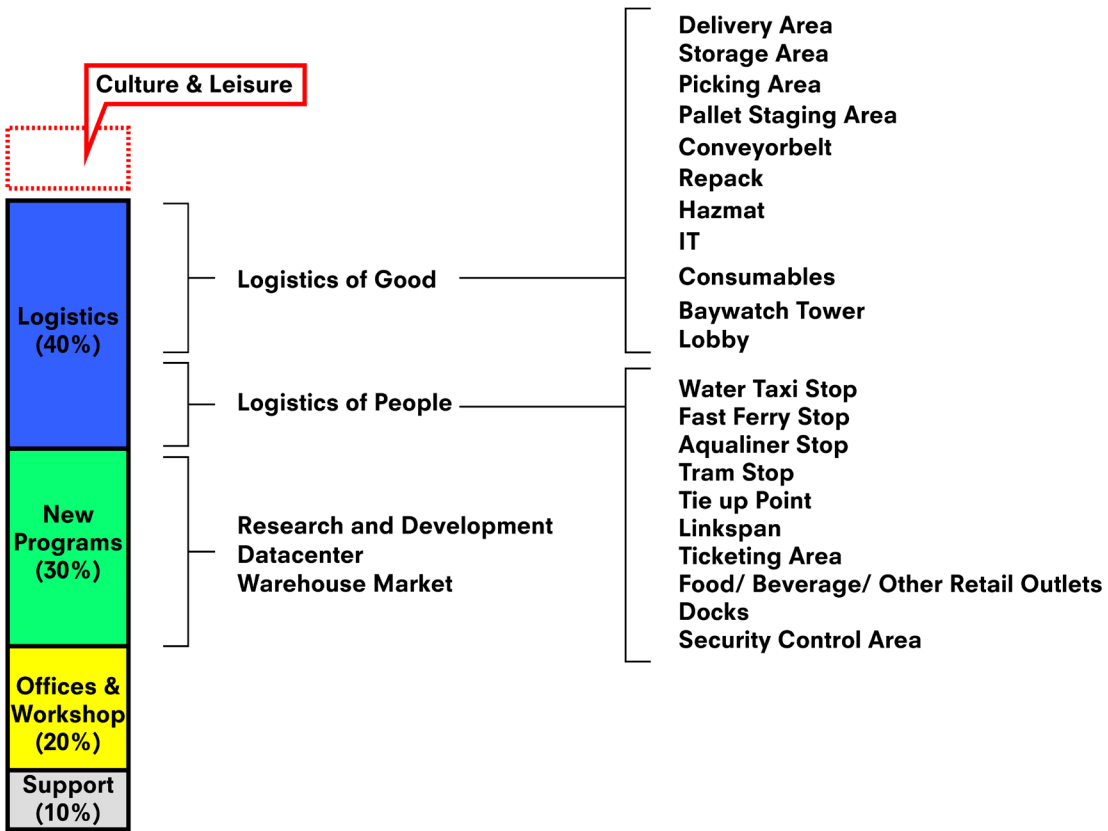 Culture & Leisure
Logistics
(40%)
New
Programs
(30%)
Offices &
Workshop
(20%)
Support
(10%)
Logistics of Good
Logistics of People
Research and Development
Datacenter
Warehouse Market
Delivery Area
Storage Area
Picking Area
Pallet Staging Area
Conveyorbelt
Repack
Hazmat
IT
Consumables
Baywatch Tower
Lobby
Water Taxi Stop
Fast Ferry Stop
Aqualiner Stop
Tram Stop
Tie up Point
Linkspan
Ticketing Area
Food/ Beverage/ Other Retail Outlets
Docks
Security Control Area